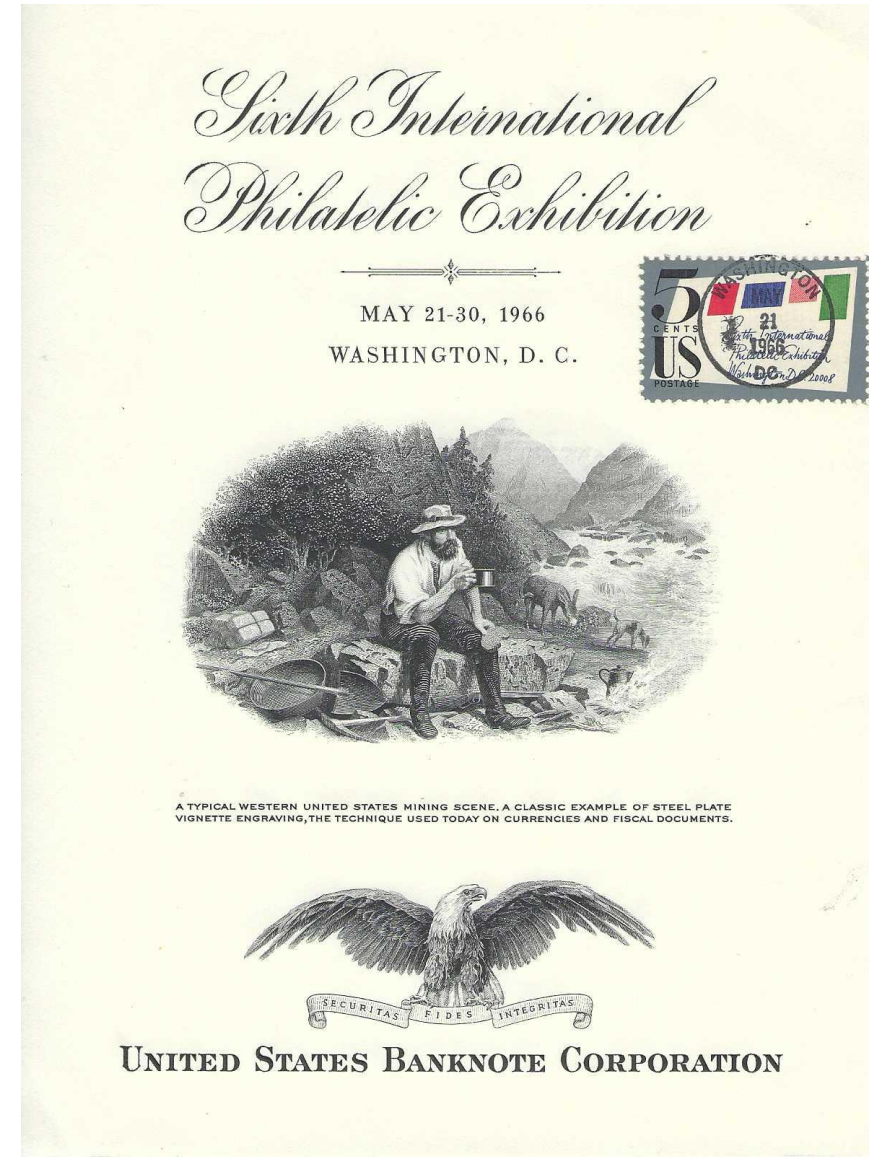 Sixth International
Philatelic Exhibition
MAY 21-30, 1966
WASHINGTON, D. C.
5
CENTS
US
POSTAGE
Sixth International
Philatelic Exhibition
Washington D.C. 20008
WASHINGTON
MAY
21
1966
DC
A TYPICAL WESTERN UNITED STATES MINING SCENE. A CLASSIC EXAMPLE OF STEEL PLATE
VIGNETTE ENGRAVING, THE TECHNIQUE USED TODAY ON CURRENCIES AND FISCAL DOCUMENTS.
SECURITAS FIDES INTEGRITAS
UNITED STATES BANKNOTE CORPORATION